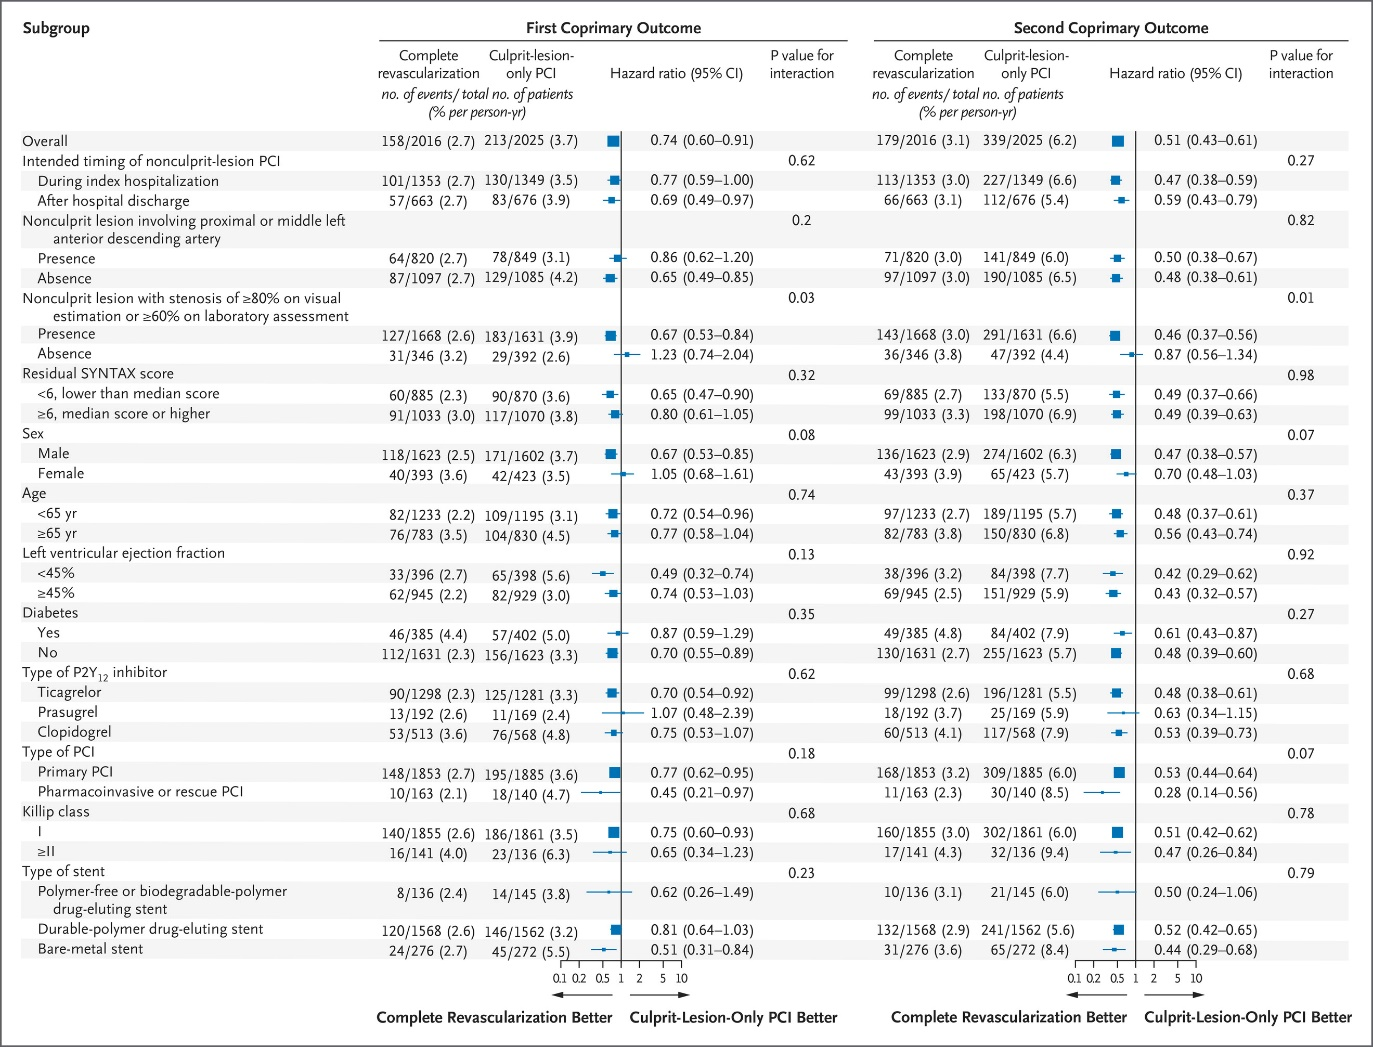 Subgroup First Coprimary Outcome Second Coprimary Outcome
Complete revascularization Culprit-lesion-only PCI Hazard ratio (95% CI) P value for interaction Complete revascularization Culprit-lesion-only PCI Hazard ratio (95% CI) P value for interaction
no. of events/total no. of patients (% per person-yr) no. of events/total no. of patients (% per person-yr)
Overall 158/2016 (2.7) 213/2025 (3.7) 0.74 (0.60–0.91) 179/2016 (3.1) 339/2025 (6.2) 0.51 (0.43–0.61)
Intended timing of nonculprit-lesion PCI 0.62 0.27
During index hospitalization 101/1353 (2.7) 130/1349 (3.5) 0.77 (0.59–1.00) 113/1353 (3.0) 227/1349 (6.6) 0.47 (0.38–0.59)
After hospital discharge 57/663 (2.7) 83/676 (3.9) 0.69 (0.49–0.97) 66/663 (3.1) 112/676 (5.4) 0.59 (0.43–0.79)
Nonculprit lesion involving proximal or middle left 0.2 0.82
anterior descending artery
Presence 64/820 (2.7) 78/849 (3.1) 0.86 (0.62–1.20) 71/820 (3.0) 141/849 (6.0) 0.50 (0.38–0.67)
Absence 87/1097 (2.7) 129/1085 (4.2) 0.65 (0.49–0.85) 97/1097 (3.0) 190/1085 (6.5) 0.48 (0.38–0.61)
Nonculprit lesion with stenosis of ≥80% on visual 0.03 0.01
estimation or ≥60% on laboratory assessment
Presence 127/1668 (2.6) 183/1631 (3.9) 0.67 (0.53–0.84) 143/1668 (3.0) 291/1631 (6.6) 0.46 (0.37–0.56)
Absence 31/346 (3.2) 29/392 (2.6) 1.23 (0.74–2.04) 36/346 (3.8) 47/392 (4.4) 0.87 (0.56–1.34)
Residual SYNTAX score 0.32 0.98
<6, lower than median score 60/885 (2.3) 90/870 (3.6) 0.65 (0.47–0.90) 69/885 (2.7) 133/870 (5.5) 0.49 (0.37–0.66)
≥6, median score or higher 91/1033 (3.0) 117/1070 (3.8) 0.80 (0.61–1.05) 99/1033 (3.3) 198/1070 (6.9) 0.49 (0.39–0.63)
Sex 0.08 0.07
Male 118/1623 (2.5) 171/1602 (3.7) 0.67 (0.53–0.85) 136/1623 (2.9) 274/1602 (6.3) 0.47 (0.38–0.57)
Female 40/393 (3.6) 42/423 (3.5) 1.05 (0.68–1.61) 43/393 (3.9) 65/423 (5.7) 0.70 (0.48–1.03)
Age 0.74 0.37
<65 yr 82/1233 (2.2) 109/1195 (3.1) 0.72 (0.54–0.96) 97/1233 (2.7) 189/1195 (5.7) 0.48 (0.37–0.61)
≥65 yr 76/783 (3.5) 104/830 (4.5) 0.77 (0.58–1.04) 82/783 (3.8) 150/830 (6.8) 0.56 (0.43–0.74)
Left ventricular ejection fraction 0.13 0.92
<45% 33/396 (2.7) 65/398 (5.6) 0.49 (0.32–0.74) 38/396 (3.2) 84/398 (7.7) 0.42 (0.29–0.62)
≥45% 62/945 (2.2) 82/929 (3.0) 0.74 (0.53–1.03) 69/945 (2.5) 151/929 (5.9) 0.43 (0.32–0.57)
Diabetes 0.35 0.27
Yes 46/385 (4.4) 57/402 (5.0) 0.87 (0.59–1.29) 49/385 (4.8) 84/402 (7.9) 0.61 (0.43–0.87)
No 112/1631 (2.3) 156/1623 (3.3) 0.70 (0.55–0.89) 130/1631 (2.7) 255/1623 (5.7) 0.48 (0.39–0.60)
Type of P2Y12 inhibitor 0.62 0.68
Ticagrelor 90/1298 (2.3) 125/1281 (3.3) 0.70 (0.54–0.92) 99/1298 (2.6) 196/1281 (5.5) 0.48 (0.38–0.61)
Prasugrel 13/192 (2.6) 11/169 (2.4) 1.07 (0.48–2.39) 18/192 (3.7) 25/169 (5.9) 0.63 (0.34–1.15)
Clopidogrel 53/513 (3.6) 76/568 (4.8) 0.75 (0.53–1.07) 60/513 (4.1) 117/568 (7.9) 0.53 (0.39–0.73)
Type of PCI 0.18 0.07
Primary PCI 148/1853 (2.7) 195/1885 (3.6) 0.77 (0.62–0.95) 168/1853 (3.2) 309/1885 (6.0) 0.53 (0.44–0.64)
Pharmacoinvasive or rescue PCI 10/163 (2.1) 18/140 (4.7) 0.45 (0.21–0.97) 11/163 (2.3) 30/140 (8.5) 0.28 (0.14–0.56)
Killip class 0.68 0.78
I 140/1855 (2.6) 186/1861 (3.5) 0.75 (0.60–0.93) 160/1855 (3.0) 302/1861 (6.0) 0.51 (0.42–0.62)
≥II 16/141 (4.0) 23/136 (6.3) 0.65 (0.34–1.23) 17/141 (4.3) 32/136 (9.4) 0.47 (0.26–0.84)
Type of stent 0.23 0.79
Polymer-free or biodegradable-polymer 8/136 (2.4) 14/145 (3.8) 0.62 (0.26–1.49) 10/136 (3.1) 21/145 (6.0) 0.50 (0.24–1.06)
drug-eluting stent
Durable-polymer drug-eluting stent 120/1568 (2.6) 146/1562 (3.2) 0.81 (0.64–1.03) 132/1568 (2.9) 241/1562 (5.6) 0.52 (0.42–0.65)
Bare-metal stent 24/276 (2.7) 45/272 (5.5) 0.51 (0.31–0.84) 31/276 (3.6) 65/272 (8.4) 0.44 (0.29–0.68)
0.1 0.2 0.5 1 2 5 10 0.1 0.2 0.5 1 2 5 10
Complete Revascularization Better Culprit-Lesion-Only PCI Better Complete Revascularization Better Culprit-Lesion-Only PCI Better